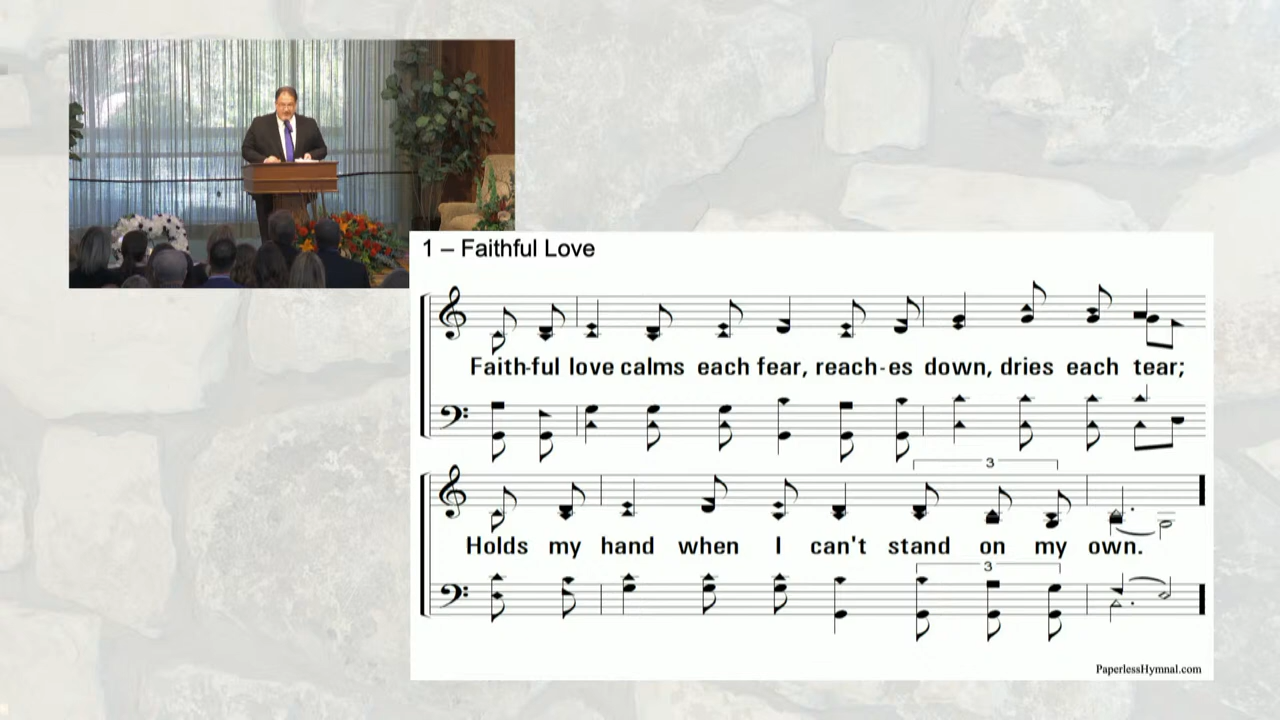 1 – Faithful Love
Faith-ful love calms each fear, reach-es down, dries each tear;
3
Holds my hand when I can't stand on my own.
3
PaperlessHymnal.com